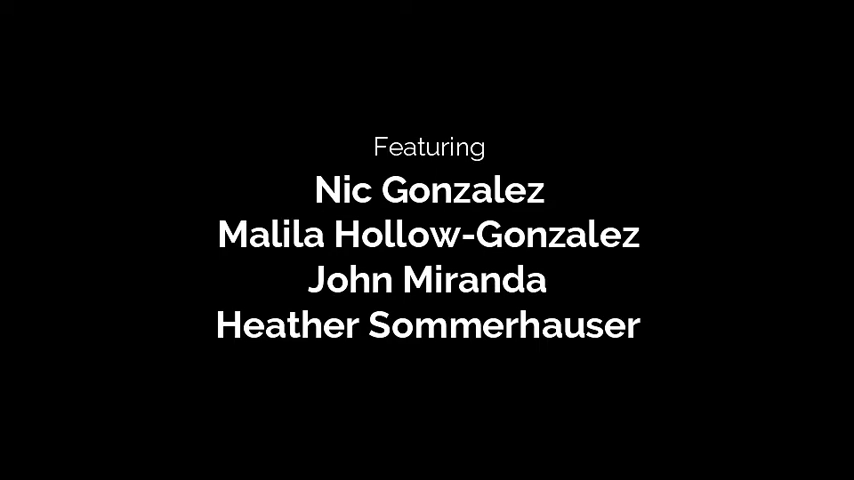 Featuring
Nic Gonzalez
Malila Hollow-Gonzalez
John Miranda
Heather Sommerhauser